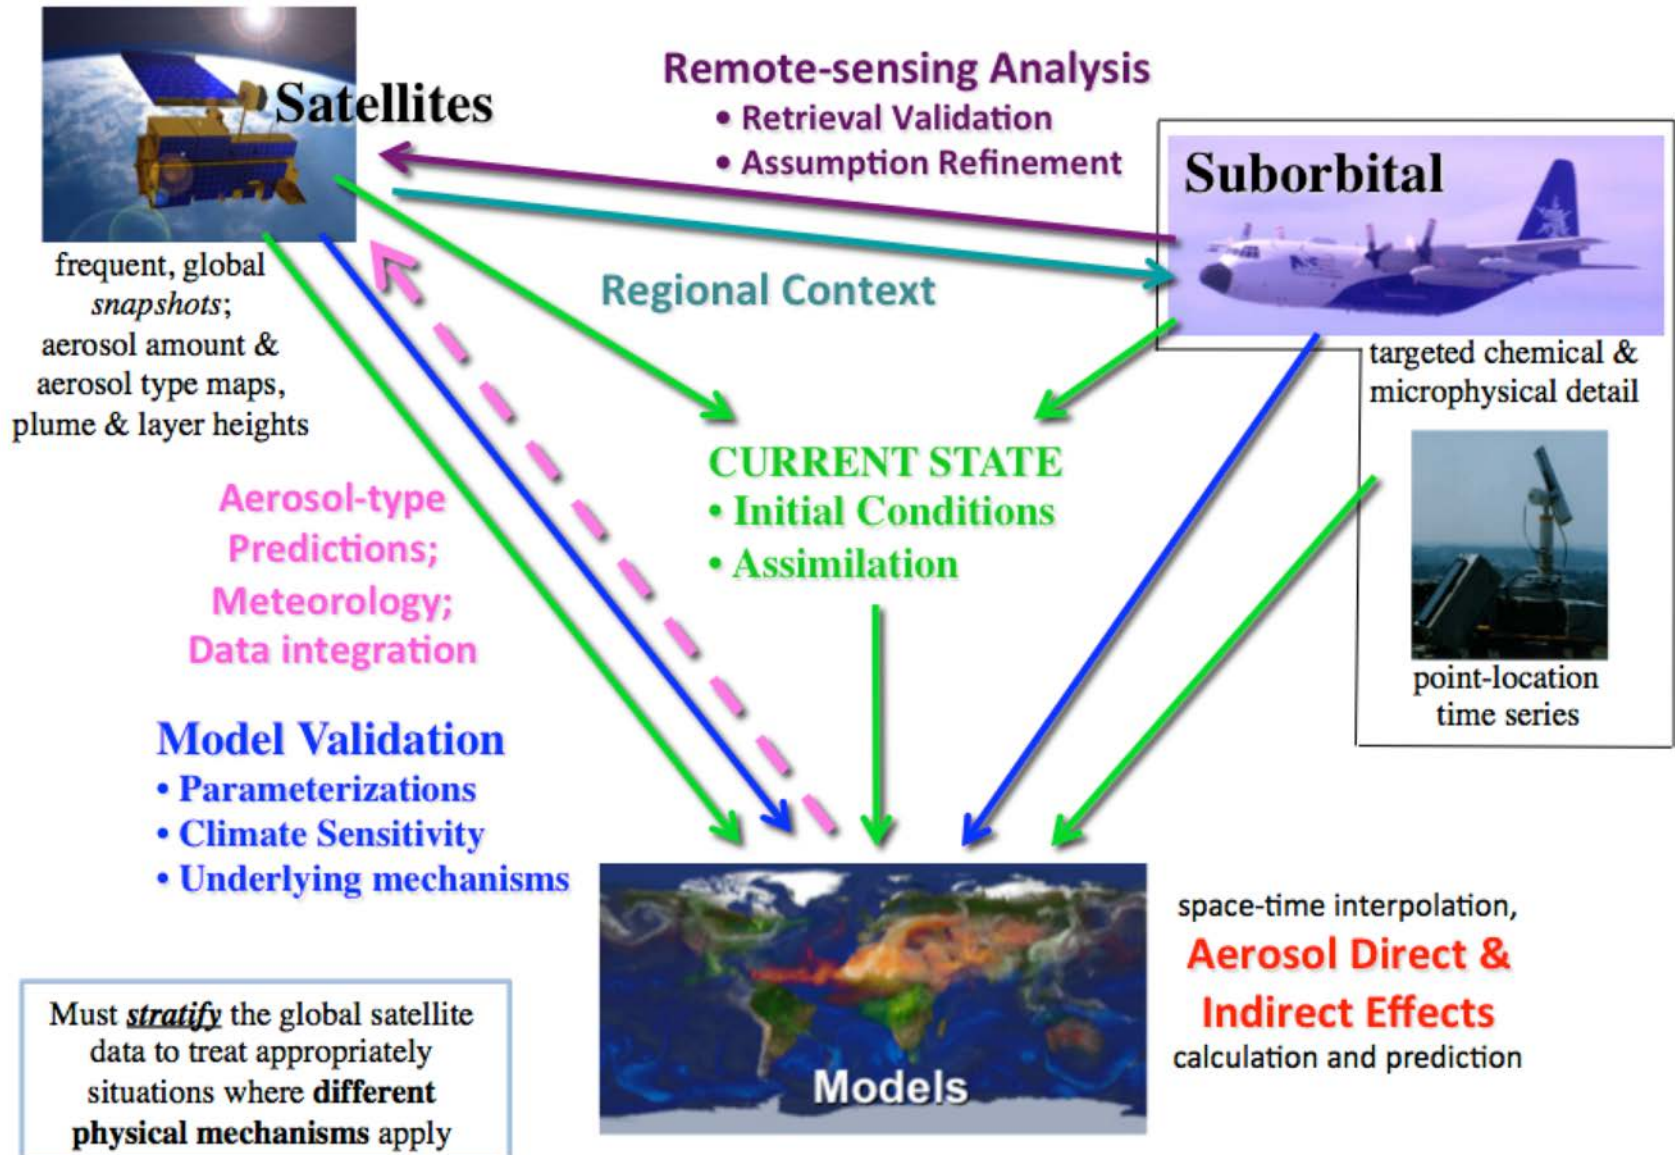 Satellites
frequent, global
snapshots;
aerosol amount &
aerosol type maps,
plume & layer heights
Remote-sensing Analysis
• Retrieval Validation
• Assumption Refinement
Regional Context
Suborbital
targeted chemical &
microphysical detail
point-location
time series
CURRENT STATE
• Initial Conditions
• Assimilation
Aerosol-type
Predictions;
Meteorology;
Data integration
Model Validation
• Parameterizations
• Climate Sensitivity
• Underlying mechanisms
Must stratify the global satellite
data to treat appropriately
situations where different
physical mechanisms apply
Models
space-time interpolation,
Aerosol Direct &
Indirect Effects
calculation and prediction